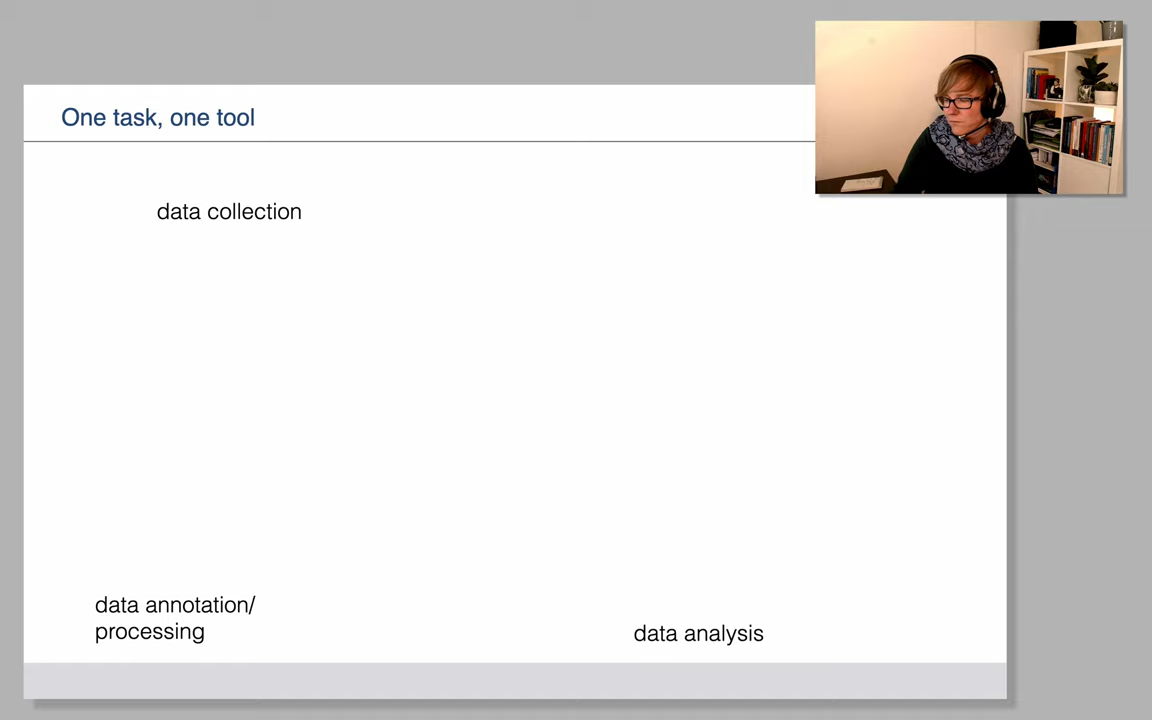 One task, one tool
data collection
data annotation/
processing
data analysis